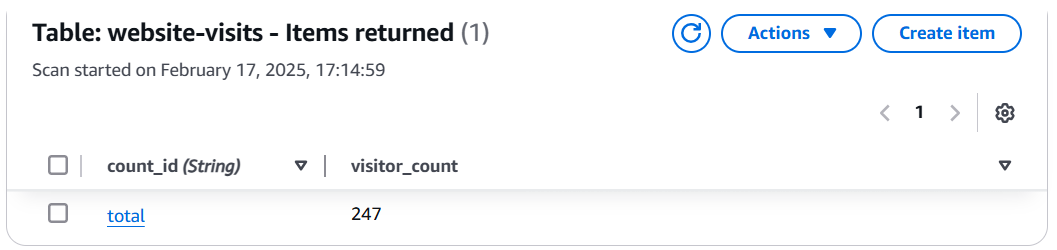 Table: website-visits - Items returned (1)
Actions
Create item
Scan started on February 17, 2025, 17:14:59
1
count_id (String)
visitor_count
total
247